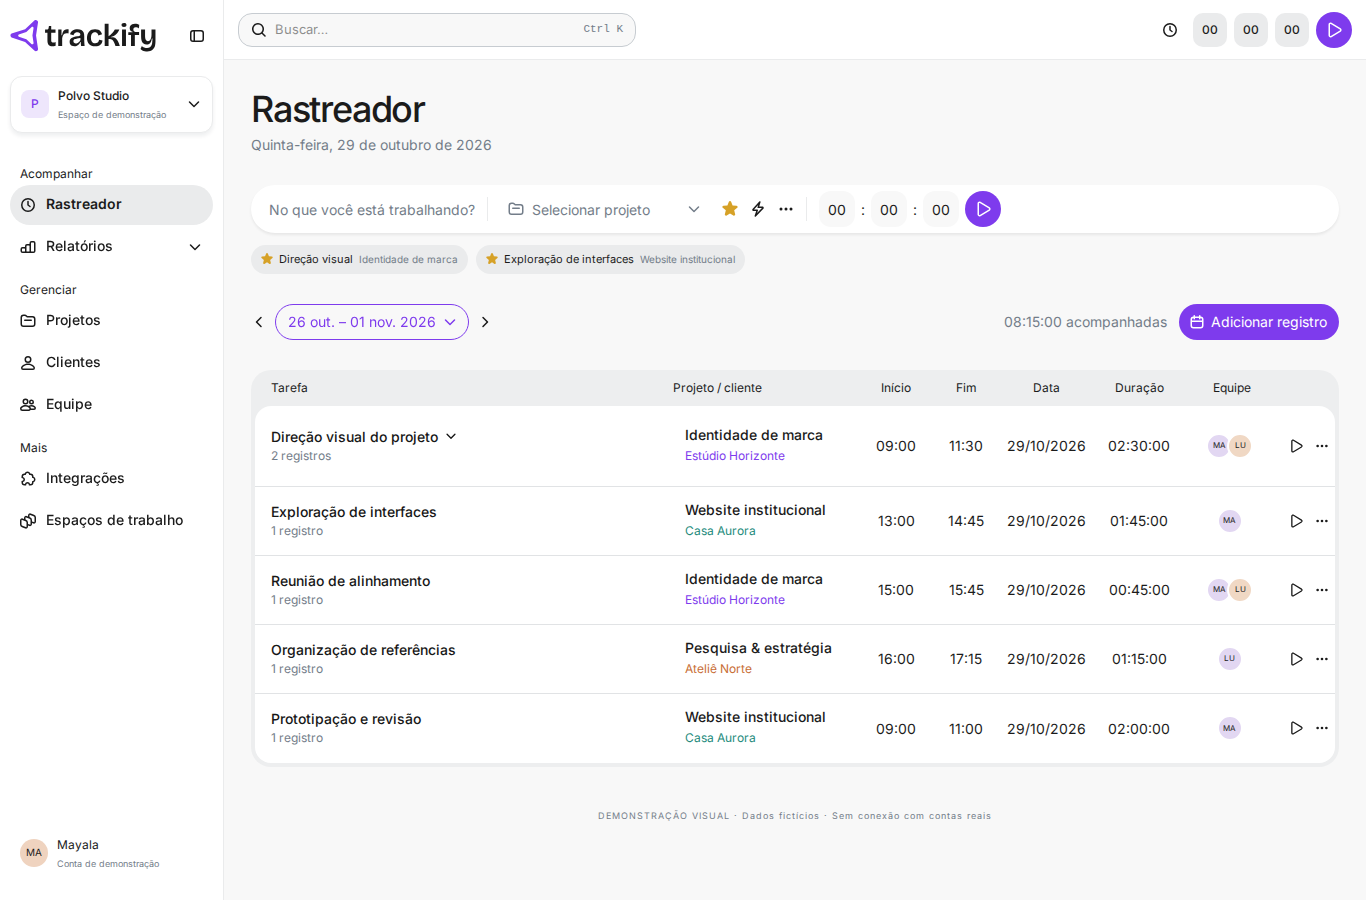 trackify
Buscar...
Ctrl K
00
00
00
P
Polvo Studio
Espaço de demonstração
Acompanhar
Rastreador
Relatórios
Gerenciar
Projetos
Clientes
Equipe
Mais
Integrações
Espaços de trabalho
MA
Mayala
Conta de demonstração
Rastreador
Quinta-feira, 29 de outubro de 2026
No que você está trabalhando?
Selecionar projeto
00 : 00 : 00
Direção visual Identidade de marca
Exploração de interfaces Website institucional
26 out. – 01 nov. 2026
08:15:00 acompanhadas
Adicionar registro
Tarefa Projeto / cliente Início Fim Data Duração Equipe
Direção visual do projeto
2 registros
Identidade de marca
Estúdio Horizonte
09:00 11:30 29/10/2026 02:30:00 MA LU
Exploração de interfaces
1 registro
Website institucional
Casa Aurora
13:00 14:45 29/10/2026 01:45:00 MA
Reunião de alinhamento
1 registro
Identidade de marca
Estúdio Horizonte
15:00 15:45 29/10/2026 00:45:00 MA LU
Organização de referências
1 registro
Pesquisa & estratégia
Ateliê Norte
16:00 17:15 29/10/2026 01:15:00 LU
Prototipação e revisão
1 registro
Website institucional
Casa Aurora
09:00 11:00 29/10/2026 02:00:00 MA
DEMONSTRAÇÃO VISUAL · Dados fictícios · Sem conexão com contas reais